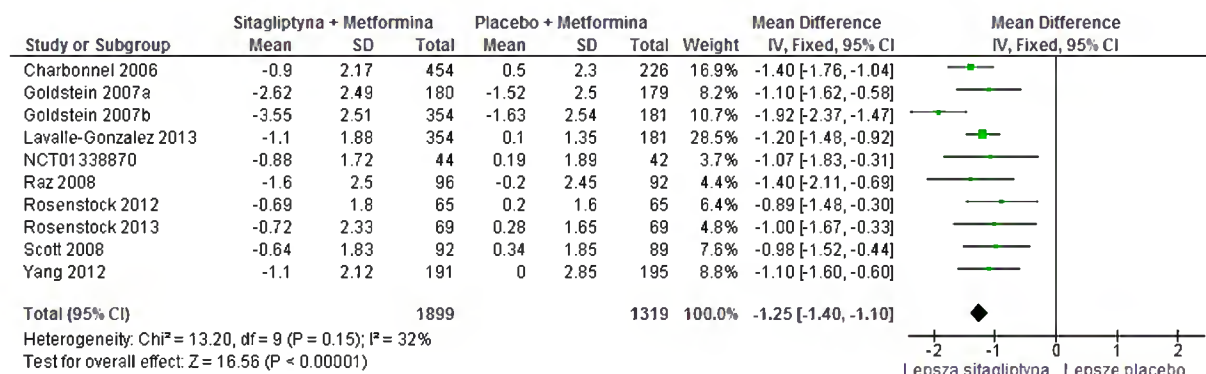 Sitagliptyna + Metformina Placebo + Metformina Mean Difference Mean Difference
Study or Subgroup Mean SD Total Mean SD Total Weight IV, Fixed, 95% CI IV, Fixed, 95% CI
Charbonnel 2006 -0.9 2.17 454 0.5 2.3 226 16.9% -1.40 [-1.76, -1.04]
Goldstein 2007a -2.62 2.49 180 -1.52 2.5 179 8.2% -1.10 [-1.62, -0.58]
Goldstein 2007b -3.55 2.51 354 -1.63 2.54 181 10.7% -1.92 [-2.37, -1.47]
Lavalle-Gonzalez 2013 -1.1 1.88 354 0.1 1.35 181 28.5% -1.20 [-1.48, -0.92]
NCT01338870 -0.88 1.72 44 0.19 1.89 42 3.7% -1.07 [-1.83, -0.31]
Raz 2008 -1.6 2.5 96 -0.2 2.45 92 4.4% -1.40 [-2.11, -0.69]
Rosenstock 2012 -0.69 1.8 65 0.2 1.6 65 6.4% -0.89 [-1.48, -0.30]
Rosenstock 2013 -0.72 2.33 69 0.28 1.65 69 4.8% -1.00 [-1.67, -0.33]
Scott 2008 -0.64 1.83 92 0.34 1.85 89 7.6% -0.98 [-1.52, -0.44]
Yang 2012 -1.1 2.12 191 0 2.85 195 8.8% -1.10 [-1.60, -0.60]
Total (95% CI) 1899 1319 100.0% -1.25 [-1.40, -1.10]
Heterogeneity: Chi² = 13.20, df = 9 (P = 0.15); I² = 32%
Test for overall effect: Z = 16.56 (P < 0.00001)
-2 -1 0 1 2
Lepsza sitagliptyna Lepsze placebo